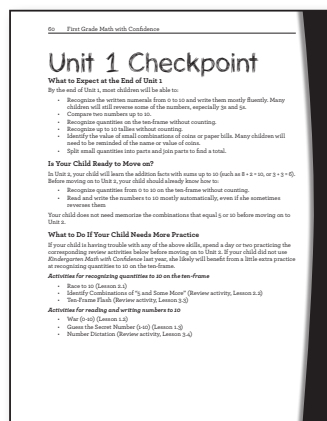 60 First Grade Math with Confidence
Unit 1 Checkpoint
What to Expect at the End of Unit 1
By the end of Unit 1, most children will be able to:
• Recognize the written numerals from 0 to 10 and write them mostly fluently. Many
children will still reverse some of the numbers, especially 3s and 5s.
• Compare two numbers up to 10.
• Recognize quantities on the ten-frame without counting.
• Recognize up to 10 tallies without counting.
• Identify the value of small combinations of coins or paper bills. Many children will
need to be reminded of the name or value of coins.
• Split small quantities into parts and join parts to find a total.
Is Your Child Ready to Move on?
In Unit 2, your child will learn the addition facts with sums up to 10 (such as 8 + 2 = 10, or 3 + 3 = 6).
Before moving on to Unit 2, your child should already know how to:
• Recognize quantities from 0 to 10 on the ten-frame without counting.
• Read and write the numbers to 10 mostly automatically, even if she sometimes
reverses them
Your child does not need memorize the combinations that equal 5 or 10 before moving on to
Unit 2.
What to Do If Your Child Needs More Practice
If your child is having trouble with any of the above skills, spend a day or two practicing the
corresponding review activities below before moving on to Unit 2. If your child did not use
Kindergarten Math with Confidence last year, she likely will benefit from a little extra practice
at recognizing quantities to 10 on the ten-frame.
Activities for recognizing quantities to 10 on the ten-frame
• Race to 10 (Lesson 2.1)
• Identify Combinations of "5 and Some More" (Review activity, Lesson 2.2)
• Ten-Frame Flash (Review activity, Lesson 3.3)
Activities for reading and writing numbers to 10
• War (0-10) (Lesson 1.2)
• Guess the Secret Number (1-10) (Lesson 1.3)
• Number Dictation (Review activity, Lesson 3.4)